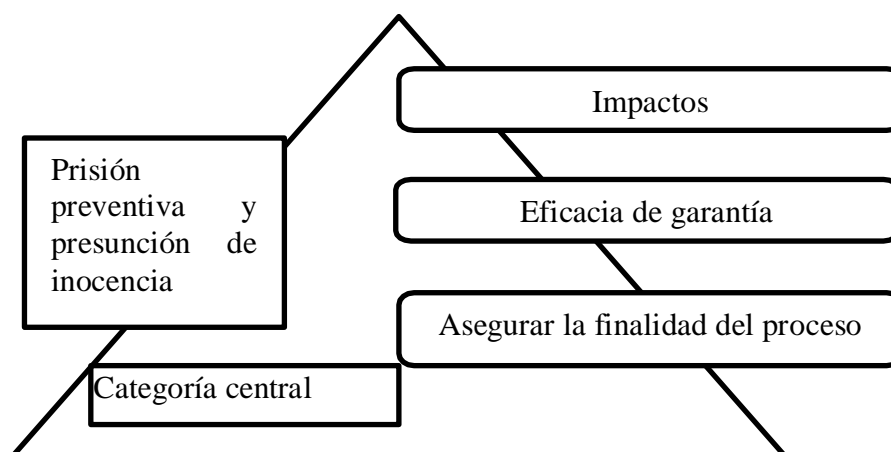 Impactos
Prisión
preventiva y
presunción de
inocencia
Eficacia de garantía
Asegurar la finalidad del proceso
Categoría central